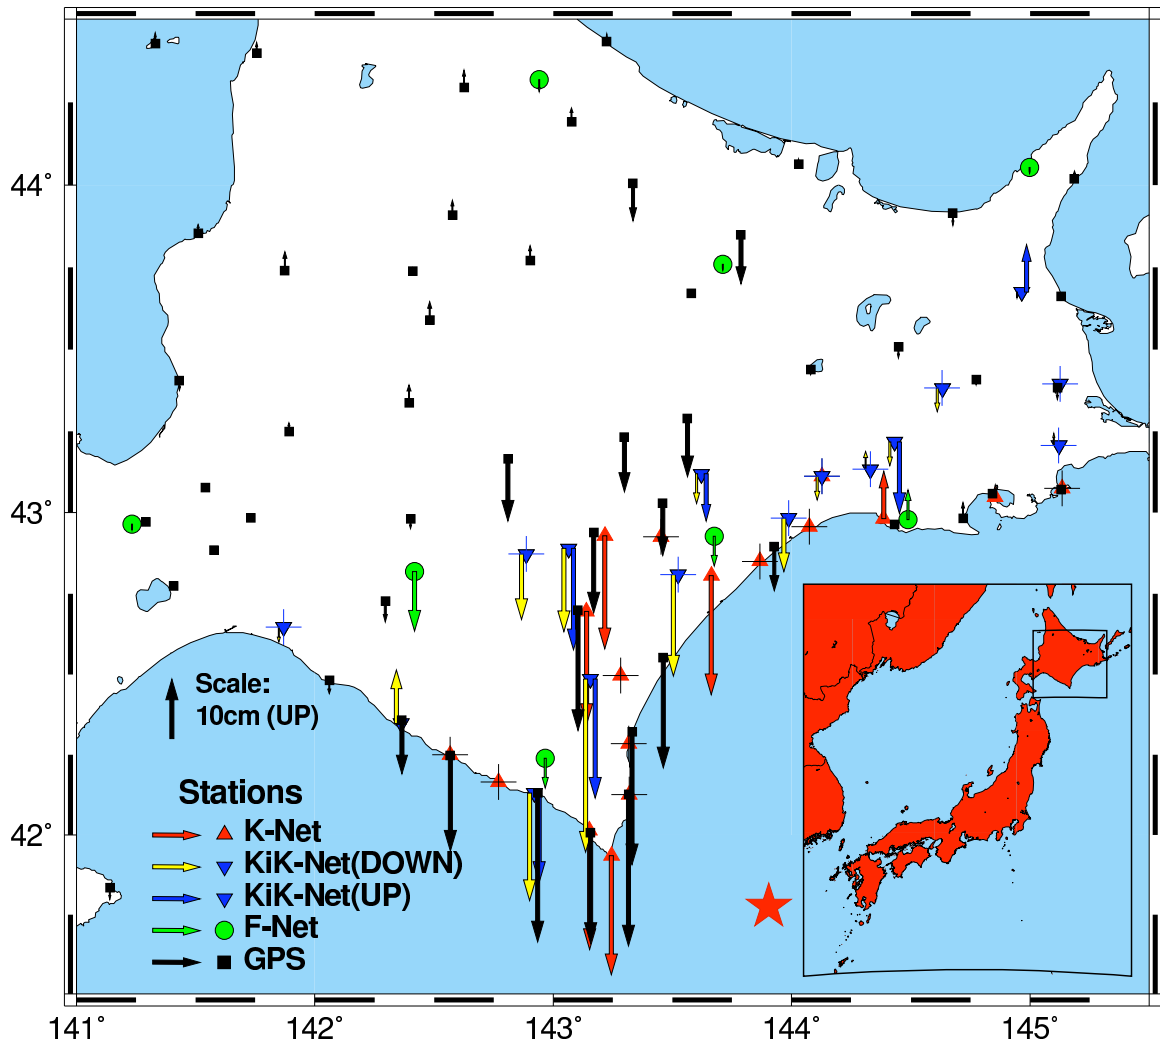 44°
43°
42°
Scale:
10cm (UP)
Stations
K-Net
KiK-Net(DOWN)
KiK-Net(UP)
F-Net
GPS
141° 142° 143° 144° 145°